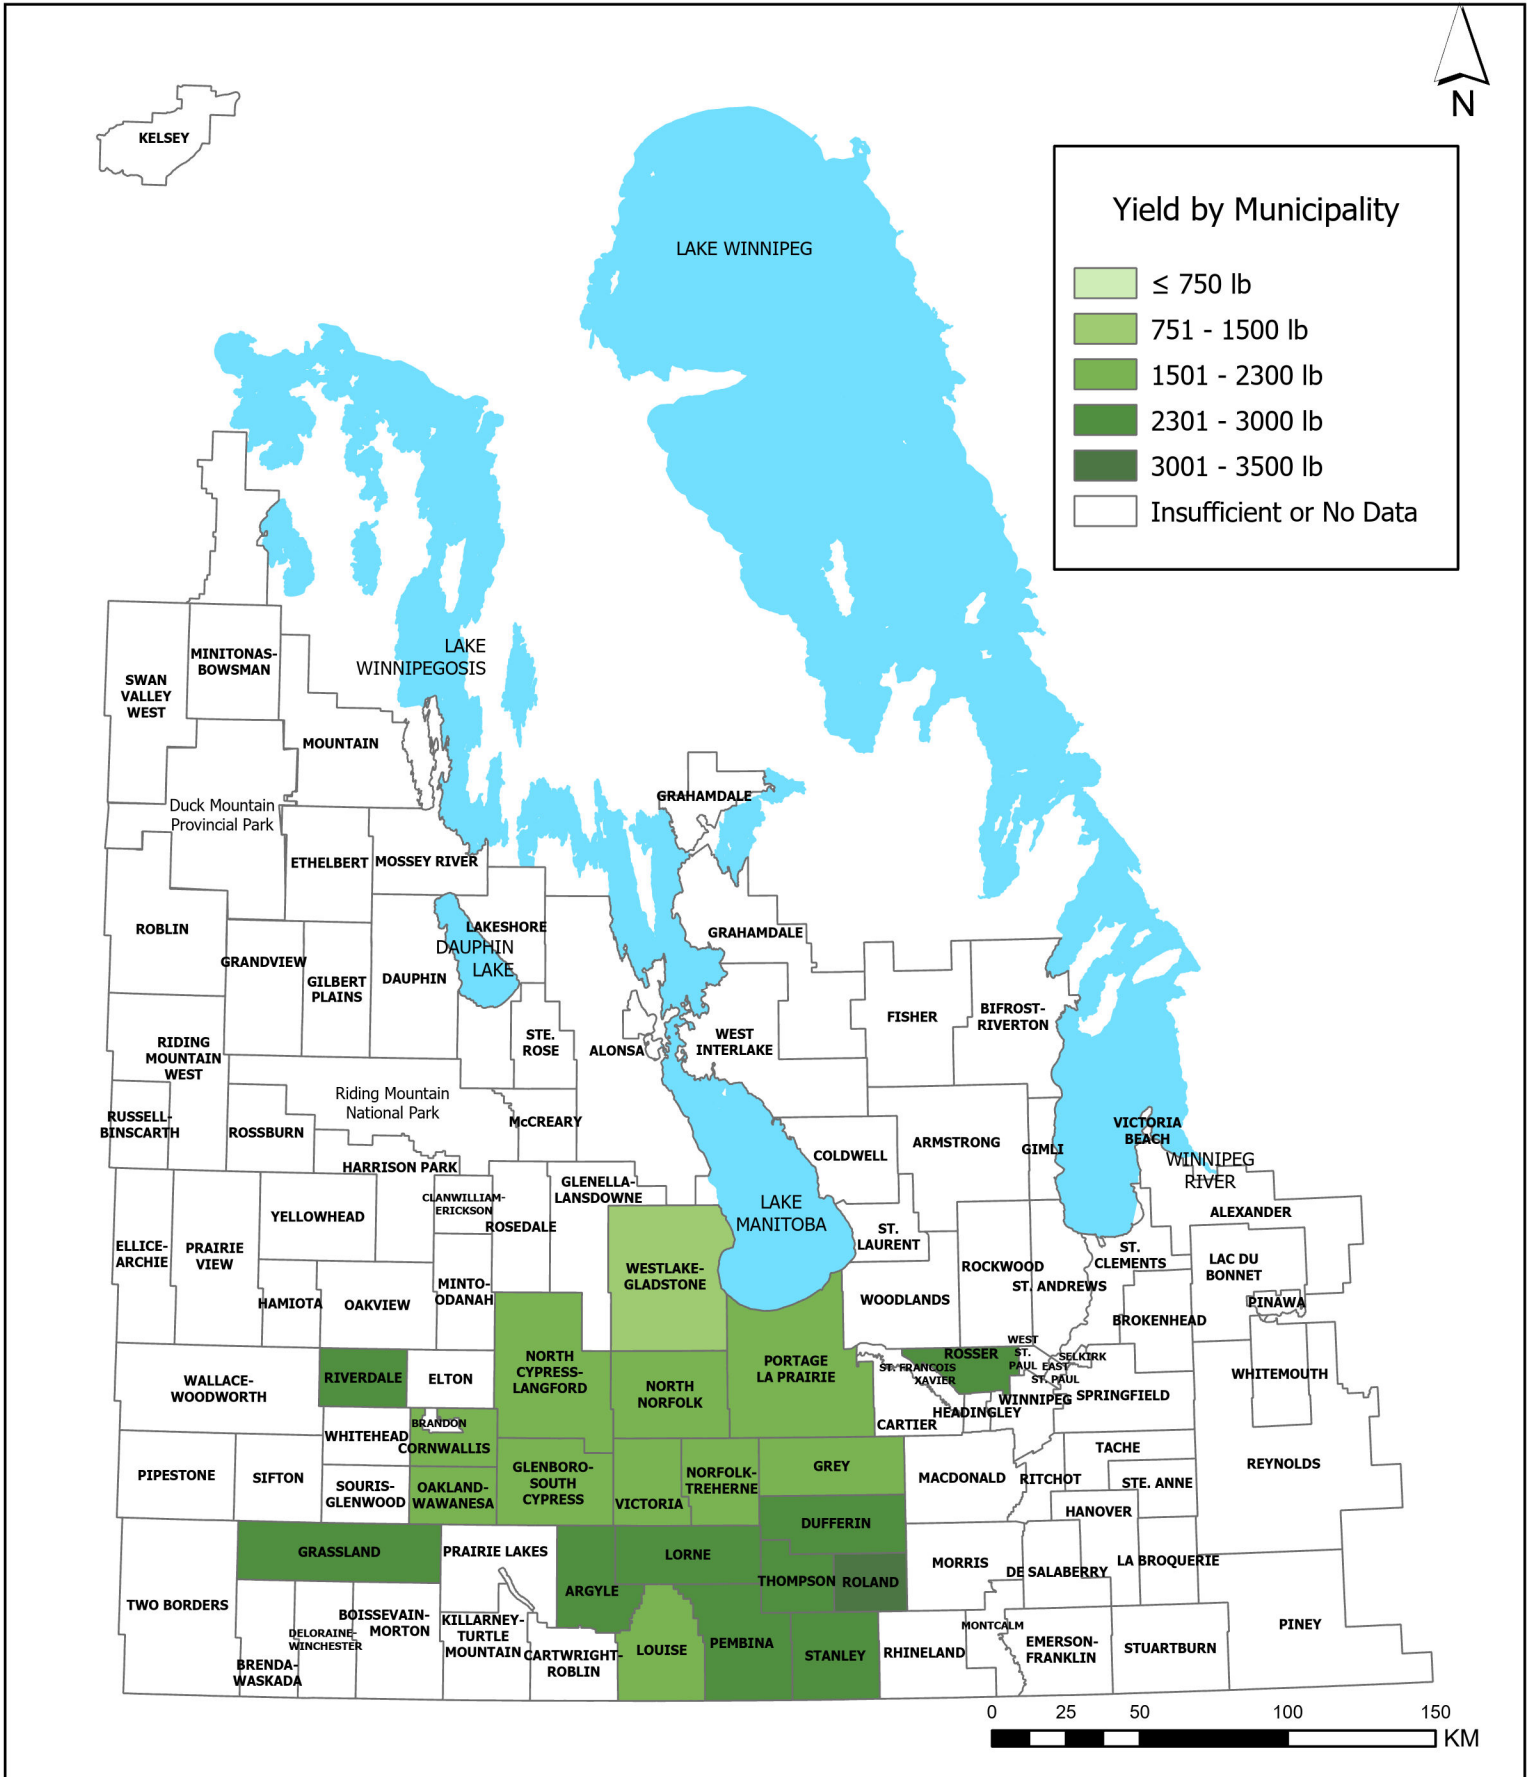 N
KELSEY
LAKE WINNIPEG
Yield by Municipality
≤ 750 lb
751 - 1500 lb
1501 - 2300 lb
2301 - 3000 lb
3001 - 3500 lb
Insufficient or No Data
LAKE
WINNIPEGOSIS
MINITONAS-
BOWSMAN
SWAN
VALLEY
WEST
MOUNTAIN
Duck Mountain
Provincial Park
GRAHAMDALE
ETHELBERT
MOSSEY RIVER
ROBLIN
LAKESHORE
DAUPHIN
LAKE
GRAHAMDALE
GRANDVIEW
GILBERT
PLAINS
DAUPHIN
FISHER
BIFROST-
RIVERTON
STE.
ROSE
ALONSA
WEST
INTERLAKE
RIDING
MOUNTAIN
WEST
Riding Mountain
National Park
RUSSELL-
BINSCARTH
ROSSBURN
McCREARY
VICTORIA
BEACH
ARMSTRONG
GIMLI
COLDWELL
WINNIPEG
RIVER
HARRISON PARK
CLANWILLIAM-
ERICKSON
GLENELLA-
LANSDOWNE
ROSEDALE
YELLOWHEAD
LAKE
MANITOBA
ALEXANDER
ST.
LAURENT
ELLICE-
ARCHIE
PRAIRIE
VIEW
ST.
CLEMENTS
LAC DU
BONNET
WESTLAKE-
GLADSTONE
ROCKWOOD
ST. ANDREWS
MINTO-
ODANAH
HAMIOTA
OAKVIEW
WOODLANDS
PINAWA
BROKENHEAD
WEST
ST.
PAUL
ROSSER
SELKIRK
EAST
ST. PAUL
ST. FRANCOIS
XAVIER
NORTH
CYPRESS-
LANGFORD
PORTAGE
LA PRAIRIE
WHITEMOUTH
RIVERDALE
ELTON
WALLACE-
WOODWORTH
NORTH
NORFOLK
WINNIPEG
SPRINGFIELD
HEADINGLEY
CARTIER
BRANDON
WHITEHEAD
CORNWALLIS
TACHE
PIPESTONE
SIFTON
SOURIS-
GLENWOOD
OAKLAND-
WAWANESA
GLENBORO-
SOUTH
CYPRESS
VICTORIA
NORFOLK-
TREHERNE
GREY
MACDONALD
RITCHOT
STE. ANNE
REYNOLDS
HANOVER
DUFFERIN
GRASSLAND
PRAIRIE LAKES
LORNE
MORRIS
DE SALABERRY
LA BROQUERIE
ARGYLE
THOMPSON
ROLAND
TWO BORDERS
BOISSEVAIN-
MORTON
DELORAINE-
WINCHESTER
KILLARNEY-
TURTLE
MOUNTAIN
CARTWRIGHT-
ROBLIN
BRENDA-
WASKADA
LOUISE
PEMBINA
STANLEY
RHINELAND
MONTCALM
EMERSON-
FRANKLIN
STUARTBURN
PINEY
0 25 50 100 150
KM